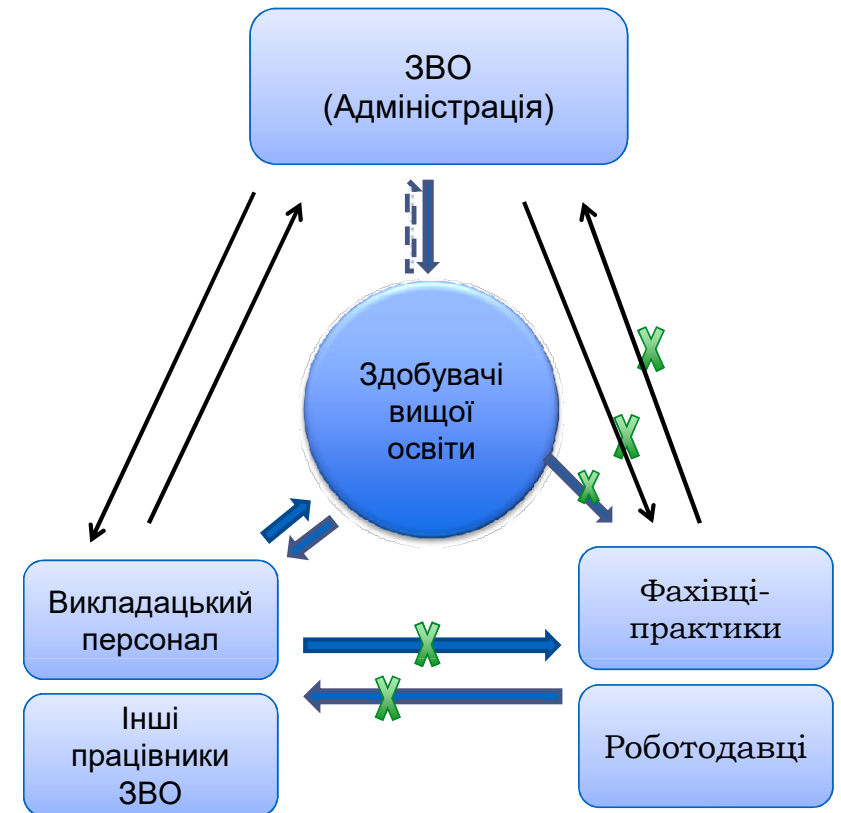 ЗВО
(Адміністрація)
Здобувачі
вищої
освіти
Викладацький
персонал
Фахівці-
практики
Інші
працівники
ЗВО
Роботодавці